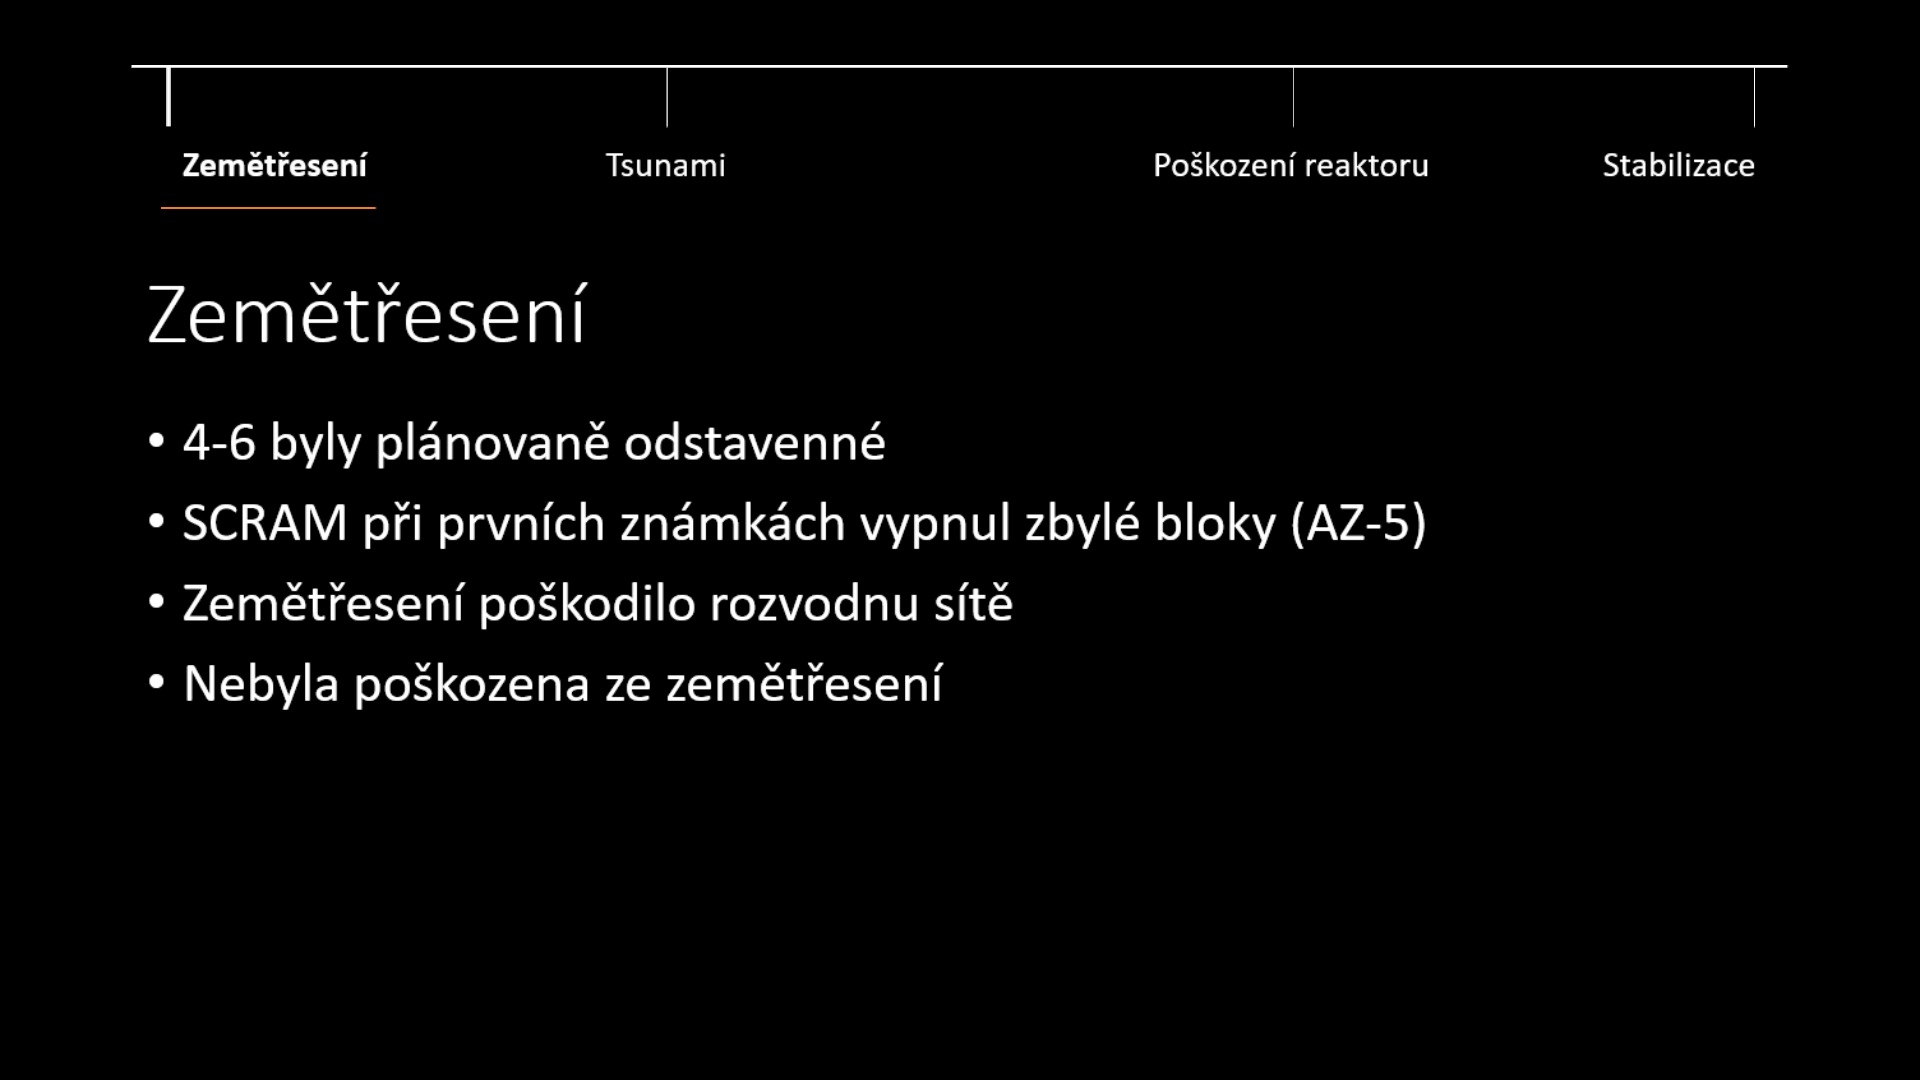 Zemětřesení Tsunami Poškození reaktoru Stabilizace
Zemětřesení
• 4-6 byly plánovaně odstavenné
• SCRAM při prvních známkách vypnul zbylé bloky (AZ-5)
• Zemětřesení poškodilo rozvodnu sítě
• Nebyla poškozena ze zemětřesení